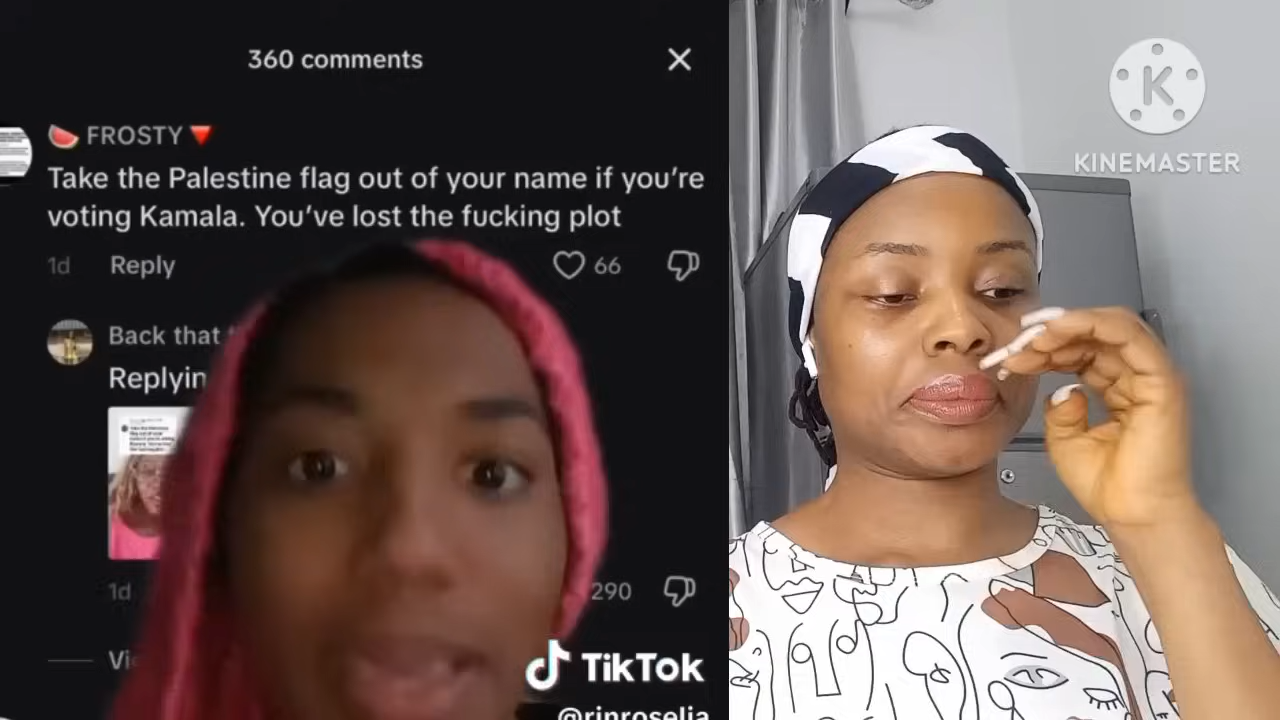 360 comments
FROSTY
Take the Palestine flag out of your name if you're
voting Kamala. You've lost the fucking plot
1d Reply 66
Back that
Replyin
1d 290
TikTok
@rinroselia
KINEMASTER